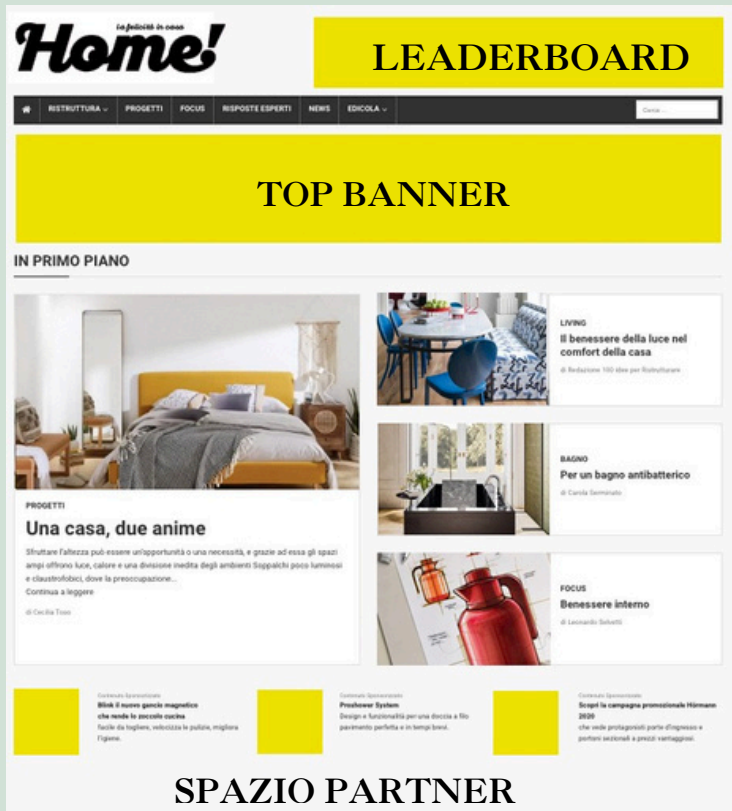 la felicità in casa
Home!
LEADERBOARD
RISTRUTTURA PROGETTI FOCUS RISPOSTE ESPERTI NEWS EDICOLA Cerca ...
TOP BANNER
IN PRIMO PIANO
PROGETTI
Una casa, due anime
Sfruttare l'altezza può essere un'opportunità o una necessità, e grazie ad essa gli spazi
ampi offrono luce, calore e una divisione inedita degli ambienti Soppalchi poco luminosi
e claustrofobici, dove la preoccupazione...
Continua a leggere
di Cecilia Toso
LIVING
Il benessere della luce nel
comfort della casa
di Redazione 100 idee per Ristrutturare
BAGNO
Per un bagno antibatterico
di Carola Serminato
FOCUS
Benessere interno
di Leonardo
Contenuto Sponsorizzato
Blink il nuovo gancio magnetico
che rende lo zoccolo cucina
facile da togliere, velocizza le pulizie, migliora
l'igiene.
Contenuto Sponsorizzato
Proshower System
Design e funzionalità per una doccia a filo
pavimento perfetta e in tempi brevi.
Contenuto Sponsorizzato
Scopri la campagna promozionale Hörmann
2020
che vede protagonisti porte d'ingresso e
portoni sezionali a prezzi vantaggiosi.
SPAZIO PARTNER